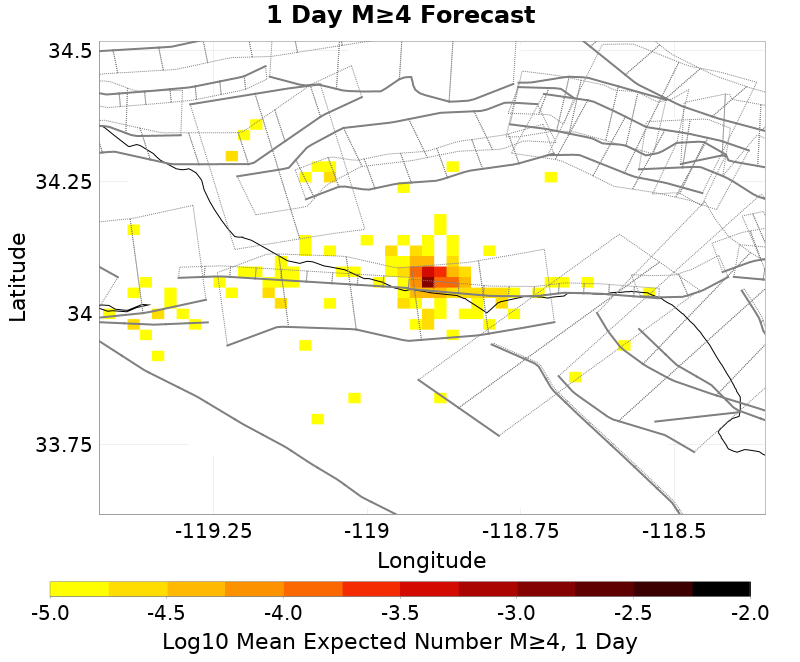 1 Day M≥4 Forecast
34.5
34.25
34
33.75
Latitude
-119.25 -119 -118.75 -118.5
Longitude
-5.0 -4.5 -4.0 -3.5 -3.0 -2.5 -2.0
Log10 Mean Expected Number M≥4, 1 Day